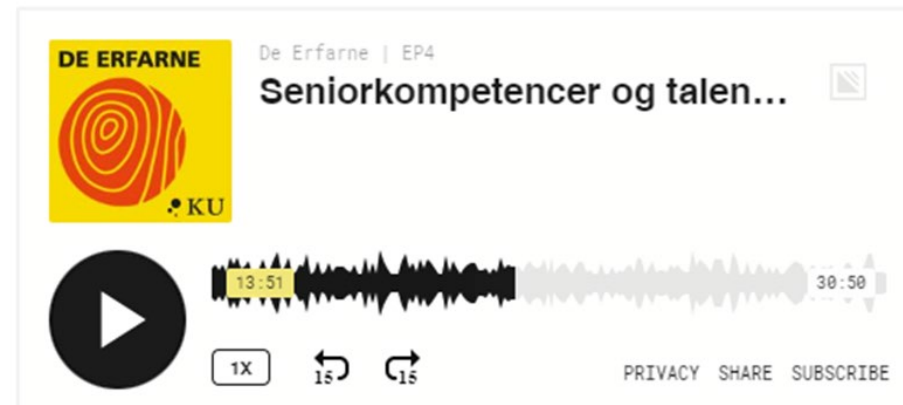 DE ERFARNE
KU
De Erfarne | EP4
Seniorkompetencer og talen...
13:51
30:50
1X
15
15
PRIVACY SHARE SUBSCRIBE